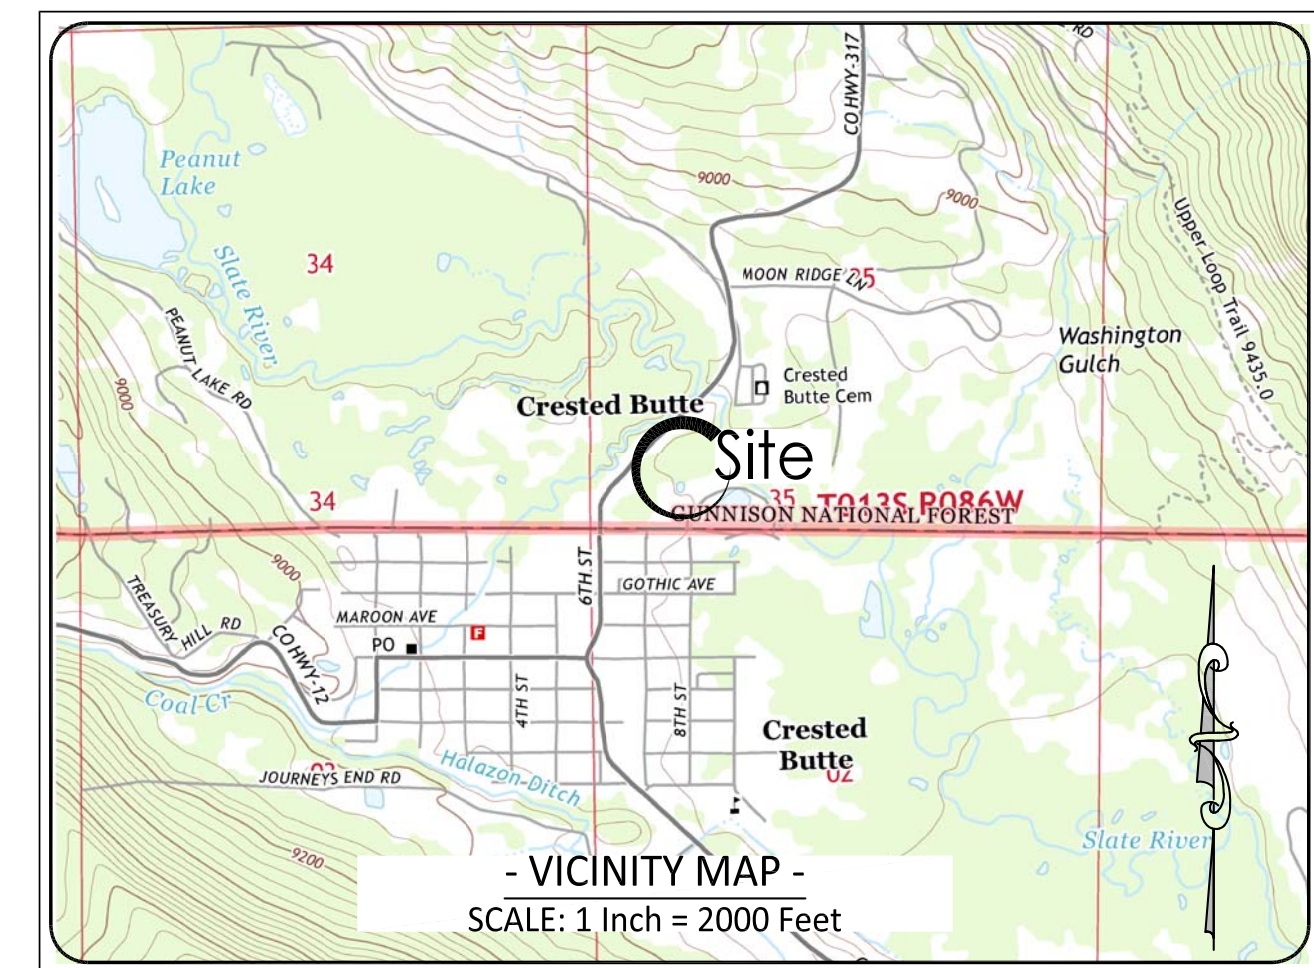 RD
CO HWY-317
Peanut
Lake
9000
9000
Upper Loop Trail 9435.0
Slate River
34
MOON RIDGE LN
35
PEANUT LAKE RD
Washington
Gulch
9000
Crested
Butte Cem
Crested Butte
Site
34
35
T013S R086W
GUNNISON NATIONAL FOREST
9000
6TH ST
GOTHIC AVE
TREASURY HILL RD
MAROON AVE
F
PO
CO HWY-12
Coal Cr
4TH ST
8TH ST
Crested
Butte
02
Halazon Ditch
JOURNEYS END RD
Slate River
9200
- VICINITY MAP -
SCALE: 1 Inch = 2000 Feet